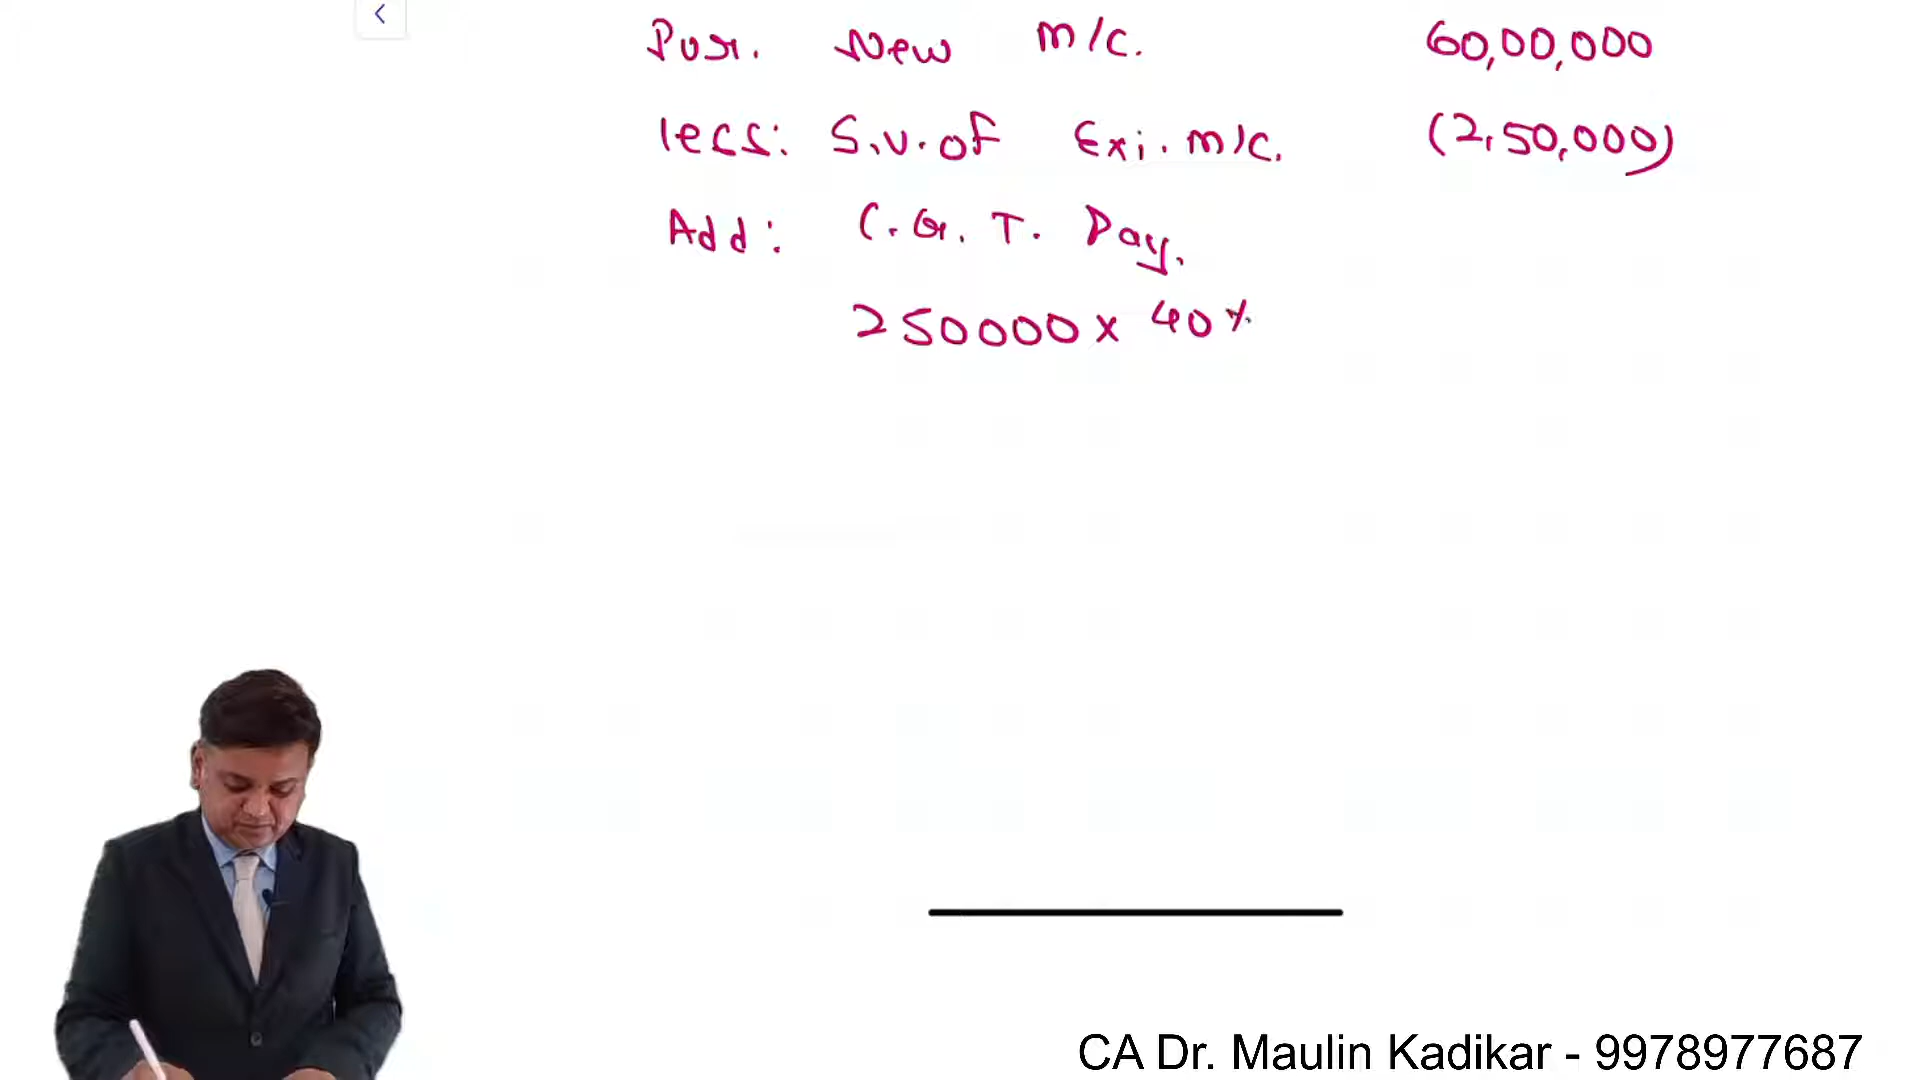 Pur. New m/c. 60,00,000
less: S.V. of Exi. m/c. (2,50,000)
Add: C.G.T. Pay.
250000 x 40%
CA Dr. Maulin Kadikar - 9978977687